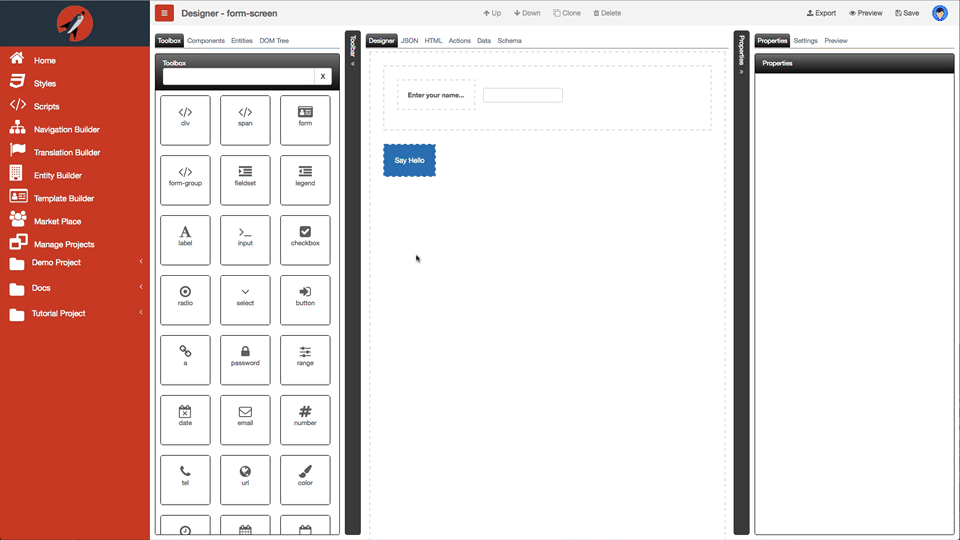 Designer - form-screen
Up Down Clone Delete
Export Preview Save
Home
Styles
Scripts
Navigation Builder
Translation Builder
Entity Builder
Template Builder
Market Place
Manage Projects
Demo Project
Docs
Tutorial Project
Toolbox Components Entities DOM Tree
Toolbox
X
div span form
form-group fieldset legend
label input checkbox
radio select button
a password range
date email number
tel url color
Toolbar
Designer JSON HTML Actions Data Schema
Enter your name...
Say Hello
Properties
Properties Settings Preview
Properties